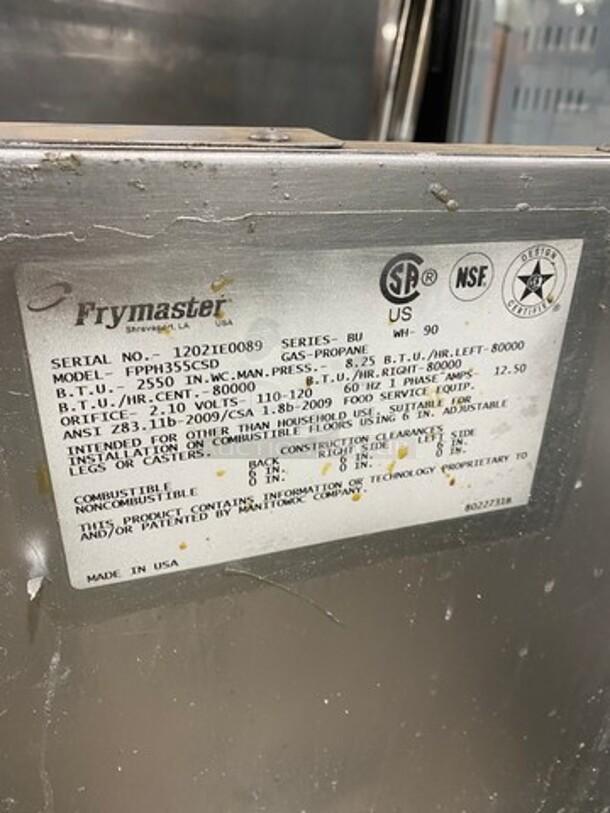 Frymaster
Shreveport, LA USA
SA ® US
NSF.
DESIGN CERTIFIED ®
SERIAL NO.- 1202IE0089 SERIES- BU WH- 90
MODEL- FPPH355CSD GAS-PROPANE
B.T.U.- 2550 IN.WC.MAN.PRESS.- 8.25 B.T.U./HR.LEFT-80000
B.T.U./HR.CENT.-80000 B.T.U./HR.RIGHT-80000
ORIFICE- 2.10 VOLTS- 110-120 60 HZ 1 PHASE AMPS- 12.50
ANSI Z83.11b-2009/CSA 1.8b-2009 FOOD SERVICE EQUIP.
INTENDED FOR OTHER THAN HOUSEHOLD USE. SUITABLE FOR
INSTALLATION ON COMBUSTIBLE FLOORS USING 6 IN. ADJUSTABLE
LEGS OR CASTERS.
CONSTRUCTION CLEARANCES
BACK RIGHT SIDE LEFT SIDE
COMBUSTIBLE 6 IN. 6 IN.
NONCOMBUSTIBLE 0 IN. 0 IN.
THIS PRODUCT CONTAINS INFORMATION OR TECHNOLOGY PROPRIETARY TO
AND/OR PATENTED BY MANITOWOC COMPANY.
8022731B
MADE IN USA